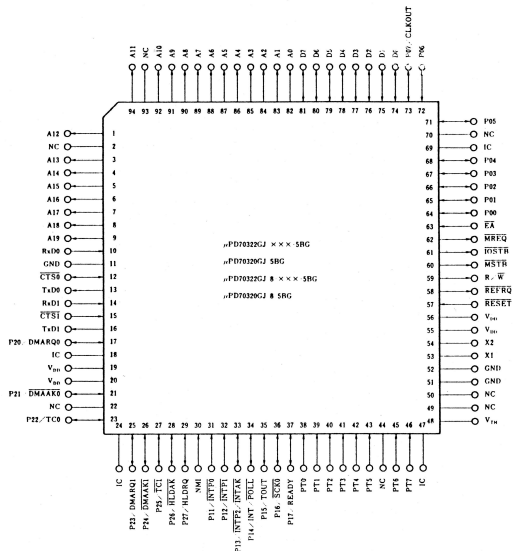 A11
NC
A10
A9
A8
A7
A6
A5
A4
A3
A2
A1
A0
D7
D6
D5
D4
D3
D2
D1
D0
P07/CLKOUT
P06
94 93 92 91 90 89 88 87 86 85 84 83 82 81 80 79 78 77 76 75 74 73 72
A12 1
NC 2
A13 3
A14 4
A15 5
A16 6
A17 7
A18 8
A19 9
RxD0 10
GND 11
CTS0 12
TxD0 13
RxD1 14
CTS1 15
TxD1 16
P20/DMARQ0 17
IC 18
VDD 19
VDD 20
P21/DMAAK0 21
NC 22
P22/TC0 23
μPD70322GJ ×××-5BG
μPD70320GJ 5BG
μPD70322GJ 8 ×××-5BG
μPD70320GJ 8 5BG
71 P05
70 NC
69 IC
68 P04
67 P03
66 P02
65 P01
64 P00
63 EA
62 MREQ
61 IOSTB
60 MSTB
59 R/W
58 REFRQ
57 RESET
56 VDD
55 VDD
54 X2
53 X1
52 GND
51 GND
50 NC
49 NC
48 VTH
24 25 26 27 28 29 30 31 32 33 34 35 36 37 38 39 40 41 42 43 44 45 46 47
IC
P23/DMARQ1
P24/DMAAK1
P25/TC1
P26/HLDAK
P27/HLDRQ
NMI
P11/INTP0
P12/INTP1
P13/INTP2/INTAK
P14/INT/POLL
P15/TOUT
P16/SCK0
P17/READY
PT0
PT1
PT2
PT3
PT4
PT5
NC
PT6
PT7
IC